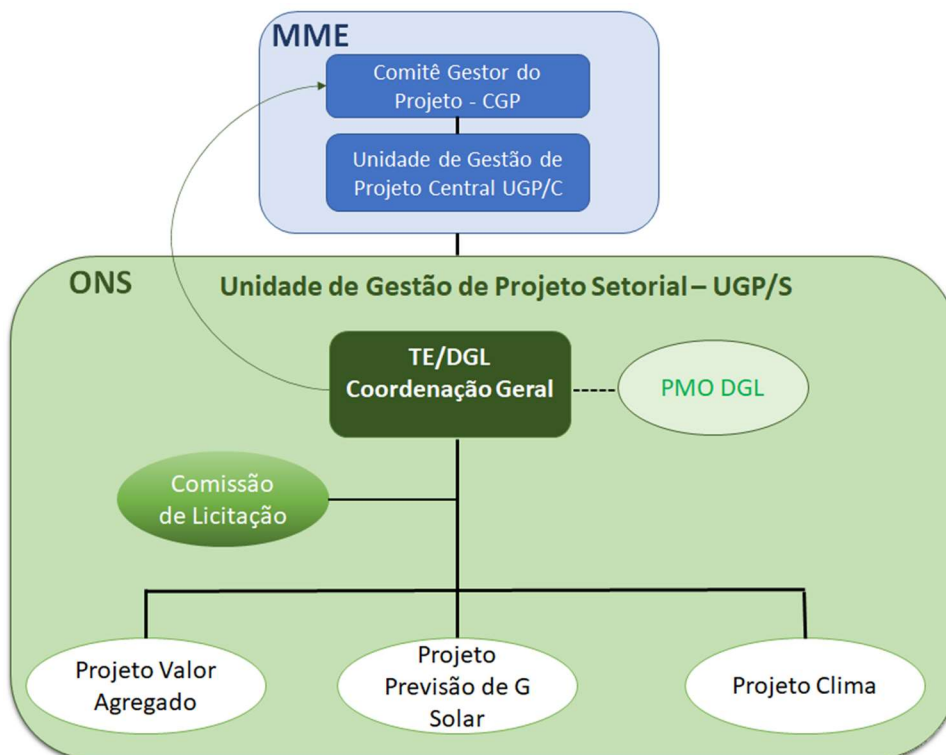 MME
Comitê Gestor do
Projeto - CGP
Unidade de Gestão de
Projeto Central UGP/C
ONS
Unidade de Gestão de Projeto Setorial – UGP/S
TE/DGL
Coordenação Geral
PMO DGL
Comissão
de Licitação
Projeto Valor
Agregado
Projeto
Previsão de G
Solar
Projeto Clima